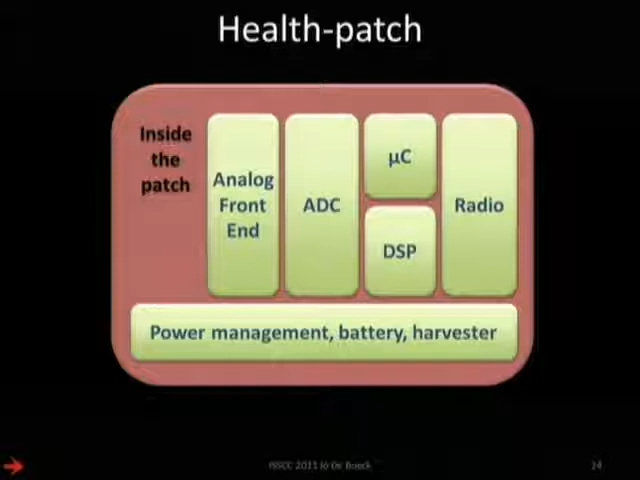 Health-patch
Inside
the
patch
Analog
Front
End
ADC
µC
DSP
Radio
Power management, battery, harvester
ISSCC 2011 Jo De Boeck
14